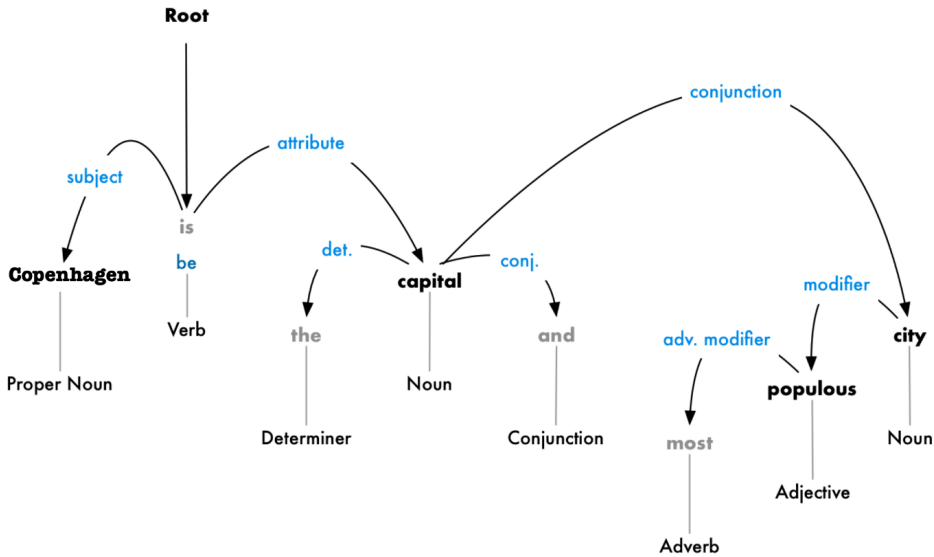 Root
conjunction
attribute
subject
is
det.
conj.
be
Copenhagen
capital
modifier
Verb
the
and
adv. modifier
city
Proper Noun
Noun
populous
Determiner
Conjunction
most
Noun
Adjective
Adverb